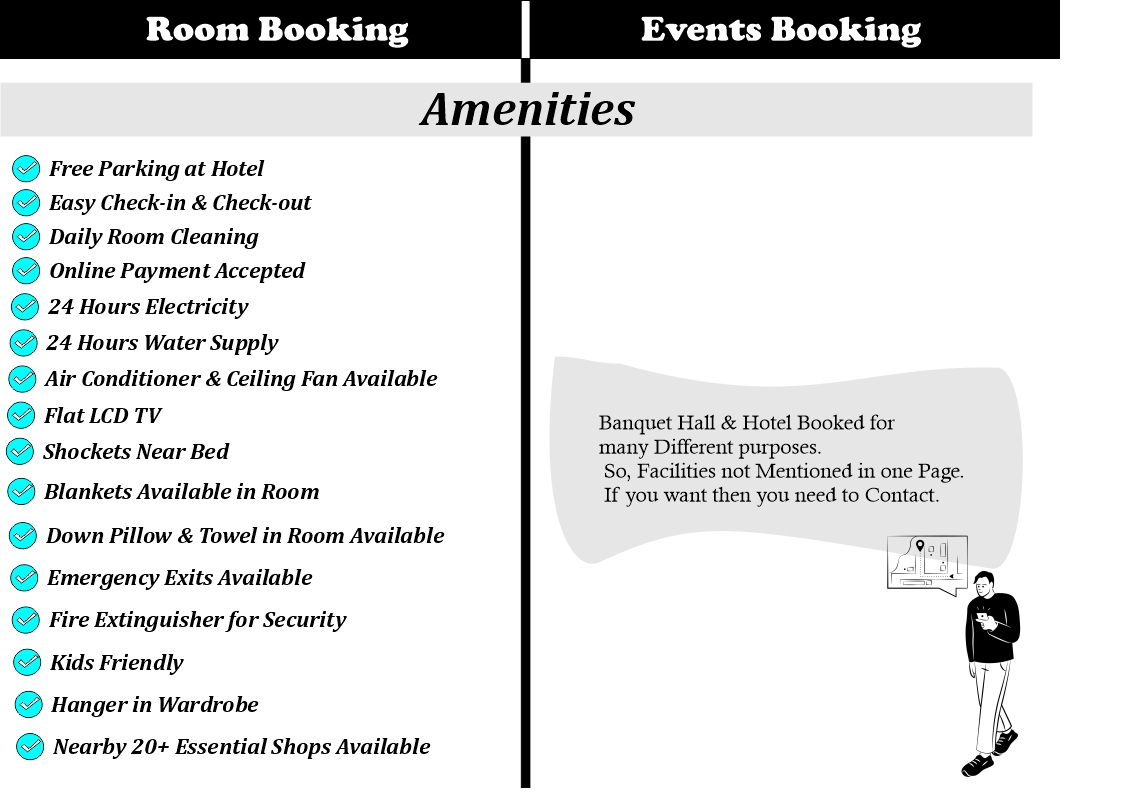 Room Booking
Events Booking
Amenities
Free Parking at Hotel
Easy Check-in & Check-out
Daily Room Cleaning
Online Payment Accepted
24 Hours Electricity
24 Hours Water Supply
Air Conditioner & Ceiling Fan Available
Flat LCD TV
Shockets Near Bed
Blankets Available in Room
Down Pillow & Towel in Room Available
Emergency Exits Available
Fire Extinguisher for Security
Kids Friendly
Hanger in Wardrobe
Nearby 20+ Essential Shops Available
Banquet Hall & Hotel Booked for
many Different purposes.
So, Facilities not Mentioned in one Page.
If you want then you need to Contact.